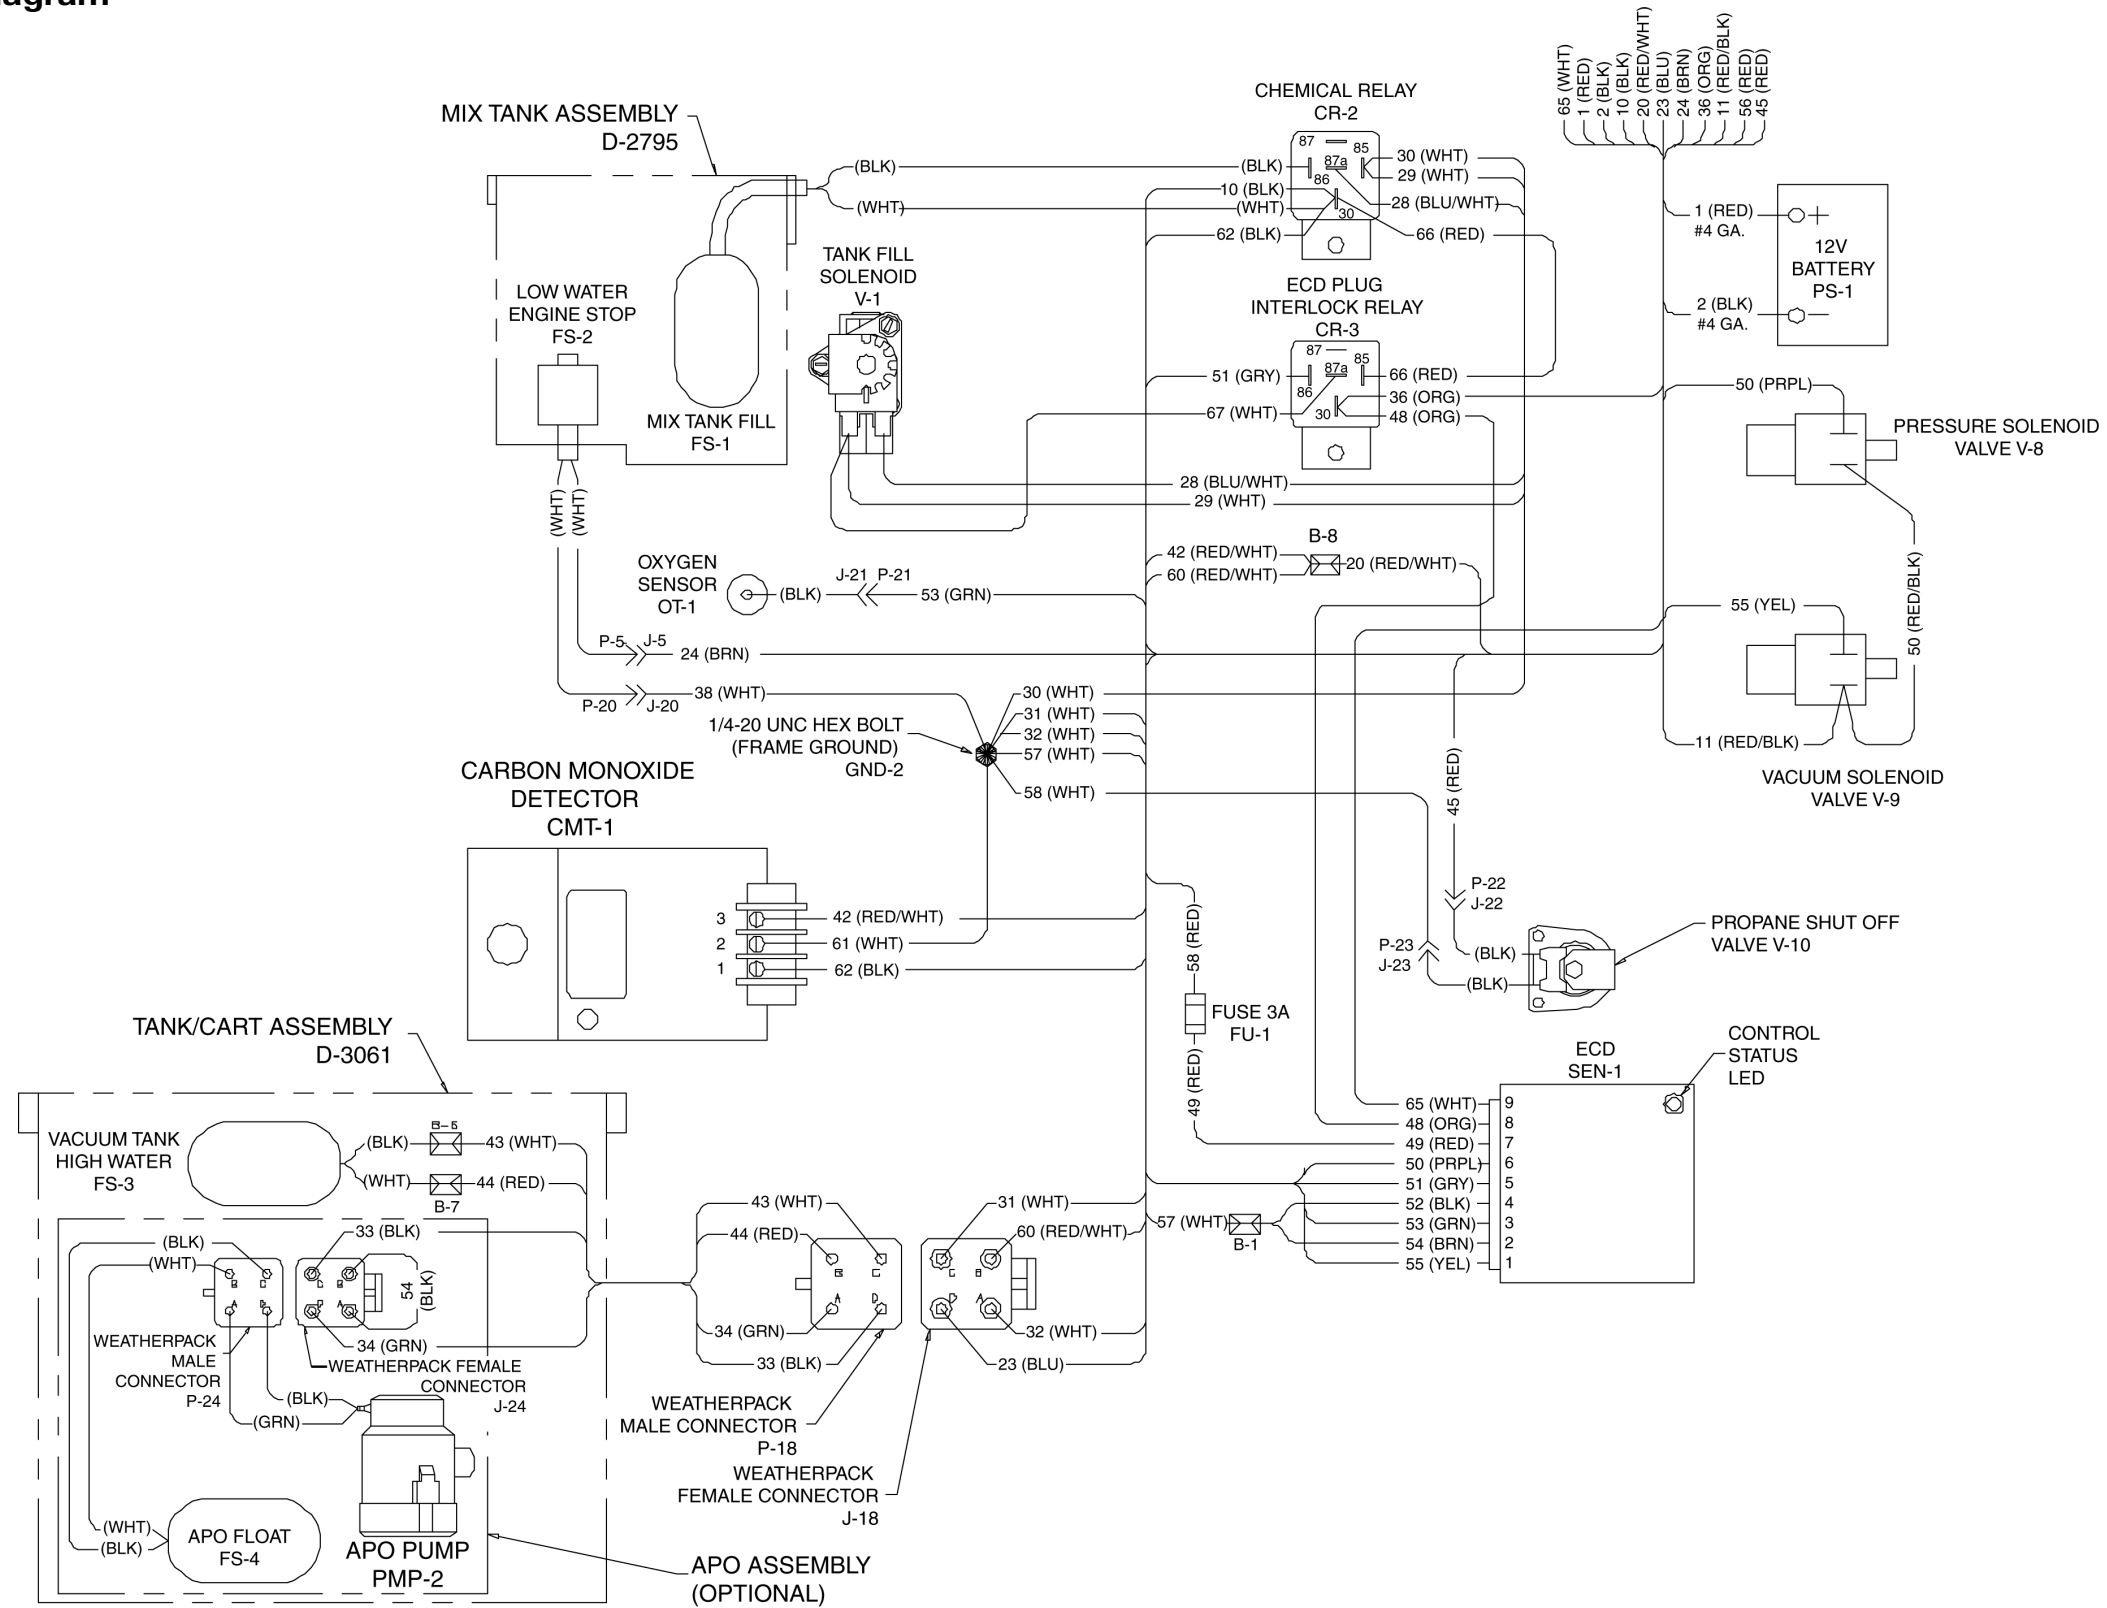 agram
65 (WHT)
1 (RED)
2 (BLK)
10 (BLK)
20 (RED/WHT)
23 (BLU)
24 (BRN)
36 (ORG)
11 (RED/BLK)
56 (RED)
45 (RED)
MIX TANK ASSEMBLY
D-2795
LOW WATER
ENGINE STOP
FS-2
MIX TANK FILL
FS-1
(WHT)
(WHT)
(BLK)
(WHT)
TANK FILL
SOLENOID
V-1
CHEMICAL RELAY
CR-2
87
85
87a
86
30
(BLK)
10 (BLK)
(WHT)
62 (BLK)
30 (WHT)
29 (WHT)
28 (BLU/WHT)
66 (RED)
ECD PLUG
INTERLOCK RELAY
CR-3
87
85
87a
86
30
51 (GRY)
67 (WHT)
66 (RED)
36 (ORG)
48 (ORG)
28 (BLU/WHT)
29 (WHT)
1 (RED)
#4 GA.
2 (BLK)
#4 GA.
12V
BATTERY
PS-1
50 (PRPL)
PRESSURE SOLENOID
VALVE V-8
50 (RED/BLK)
55 (YEL)
11 (RED/BLK)
VACUUM SOLENOID
VALVE V-9
B-8
42 (RED/WHT)
60 (RED/WHT)
20 (RED/WHT)
OXYGEN
SENSOR
OT-1
(BLK)
J-21 P-21
53 (GRN)
P-5 J-5
24 (BRN)
P-20 J-20
38 (WHT)
1/4-20 UNC HEX BOLT
(FRAME GROUND)
GND-2
30 (WHT)
31 (WHT)
32 (WHT)
57 (WHT)
58 (WHT)
45 (RED)
P-22
J-22
P-23
J-23
(BLK)
(BLK)
PROPANE SHUT OFF
VALVE V-10
CARBON MONOXIDE
DETECTOR
CMT-1
3 42 (RED/WHT)
2 61 (WHT)
1 62 (BLK)
58 (RED)
FUSE 3A
FU-1
49 (RED)
ECD
SEN-1
CONTROL
STATUS
LED
65 (WHT) 9
48 (ORG) 8
49 (RED) 7
50 (PRPL) 6
51 (GRY) 5
52 (BLK) 4
53 (GRN) 3
54 (BRN) 2
55 (YEL) 1
57 (WHT)
B-1
TANK/CART ASSEMBLY
D-3061
VACUUM TANK
HIGH WATER
FS-3
(BLK)
B-6
43 (WHT)
(WHT)
44 (RED)
B-7
(BLK)
(WHT)
33 (BLK)
B C
A D
C B
D A
54
(BLK)
34 (GRN)
WEATHERPACK
MALE
CONNECTOR
P-24
WEATHERPACK FEMALE
CONNECTOR
J-24
(BLK)
(GRN)
(WHT)
(BLK)
APO FLOAT
FS-4
APO PUMP
PMP-2
APO ASSEMBLY
(OPTIONAL)
43 (WHT)
44 (RED)
34 (GRN)
33 (BLK)
B C
A D
31 (WHT)
60 (RED/WHT)
C B
D A
32 (WHT)
23 (BLU)
WEATHERPACK
MALE CONNECTOR
P-18
WEATHERPACK
FEMALE CONNECTOR
J-18